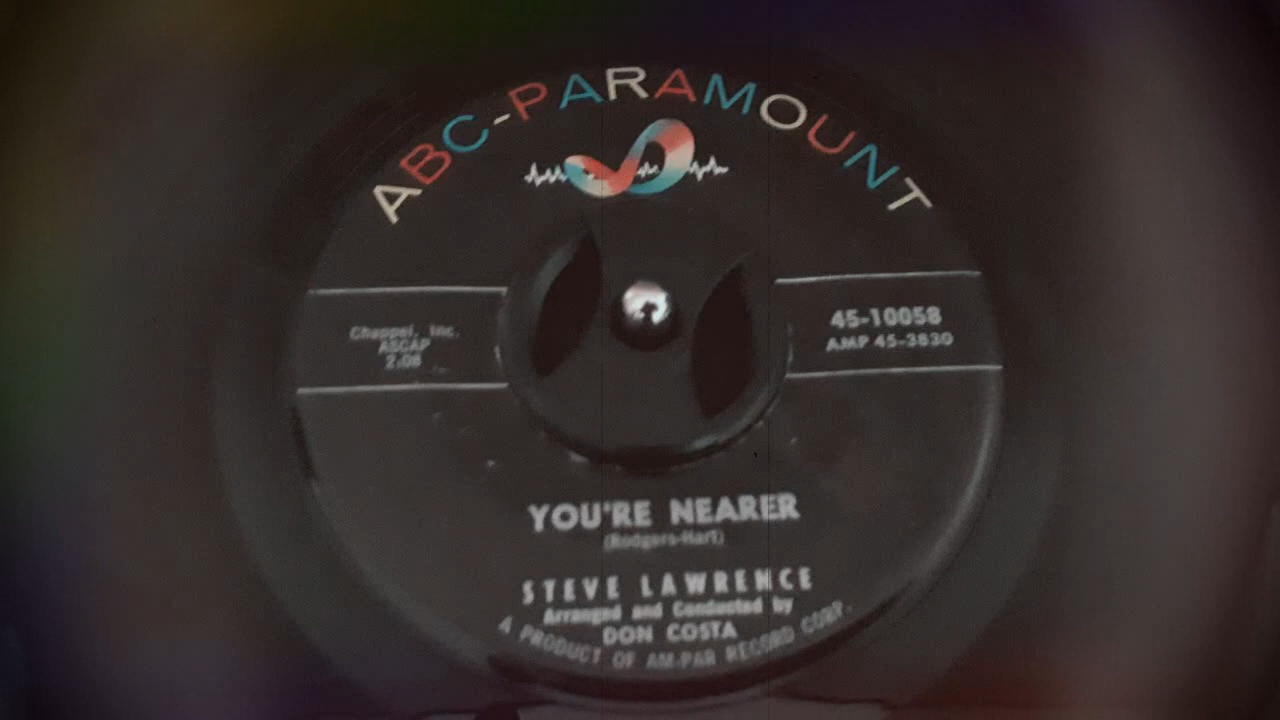 ABC-PARAMOUNT
Chappel, Inc.
ASCAP
2:08
45-10058
AMP 45-3830
YOU'RE NEARER
(Rodgers-Hart)
STEVE LAWRENCE
Arranged and Conducted by
DON COSTA
A PRODUCT OF AM-PAR RECORD CORP.